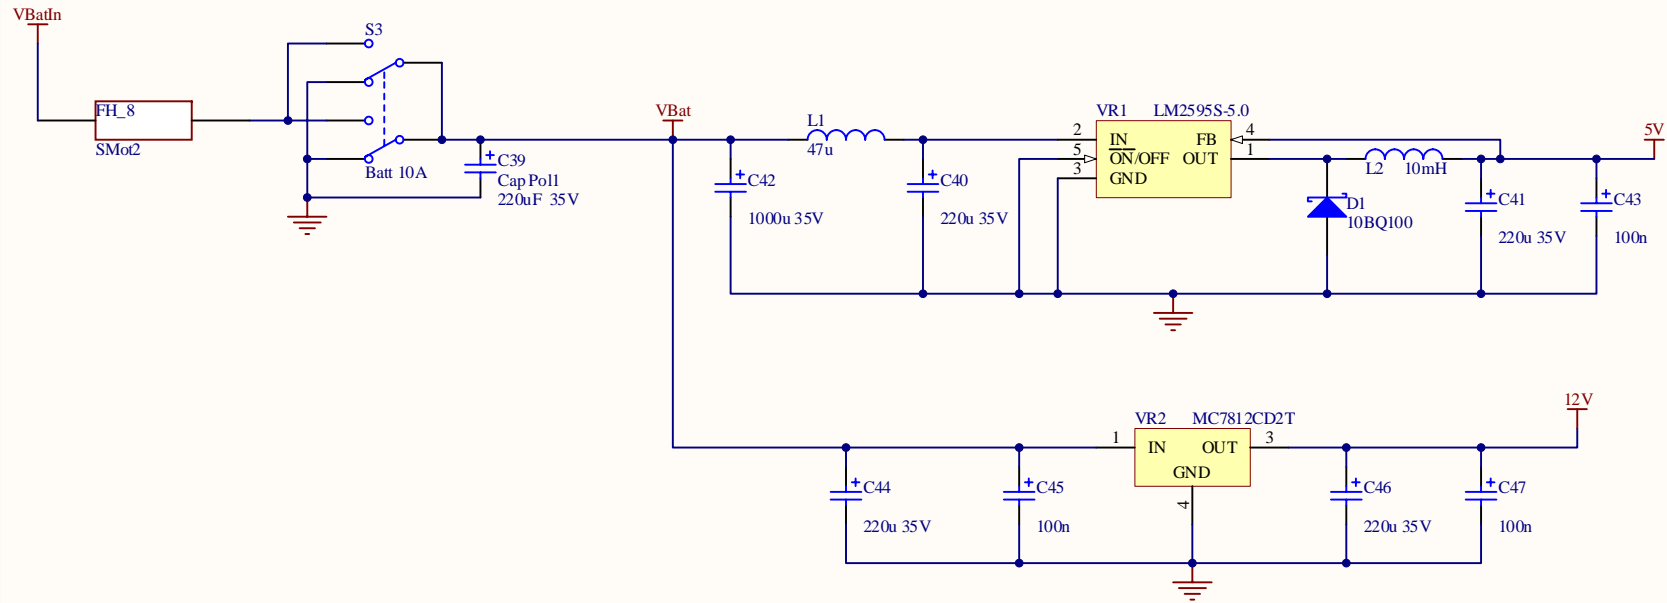 VBatIn
S3
FH_8
SMot2
Batt 10A
C39
Cap Pol1
220uF 35V
VBat
L1
47u
C42
1000u 35V
C40
220u 35V
VR1 LM2595S-5.0
2 IN FB 4
5 ON/OFF OUT 1
3 GND
L2 10mH
5V
D1
10BQ100
C41
220u 35V
C43
100n
VR2 MC7812CD2T
1 IN OUT 3
GND
4
12V
C44
220u 35V
C45
100n
C46
220u 35V
C47
100n